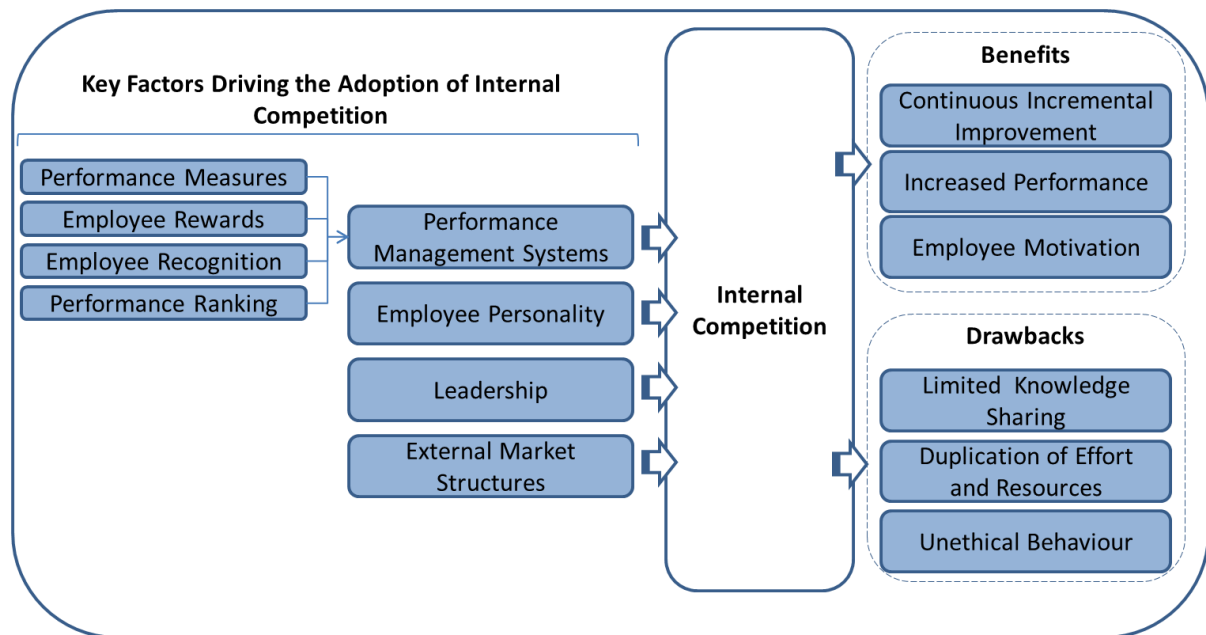 Key Factors Driving the Adoption of Internal
Competition
Performance Measures
Employee Rewards
Employee Recognition
Performance Ranking
Performance
Management Systems
Employee Personality
Leadership
External Market
Structures
Internal
Competition
Benefits
Continuous Incremental
Improvement
Increased Performance
Employee Motivation
Drawbacks
Limited Knowledge
Sharing
Duplication of Effort
and Resources
Unethical Behaviour